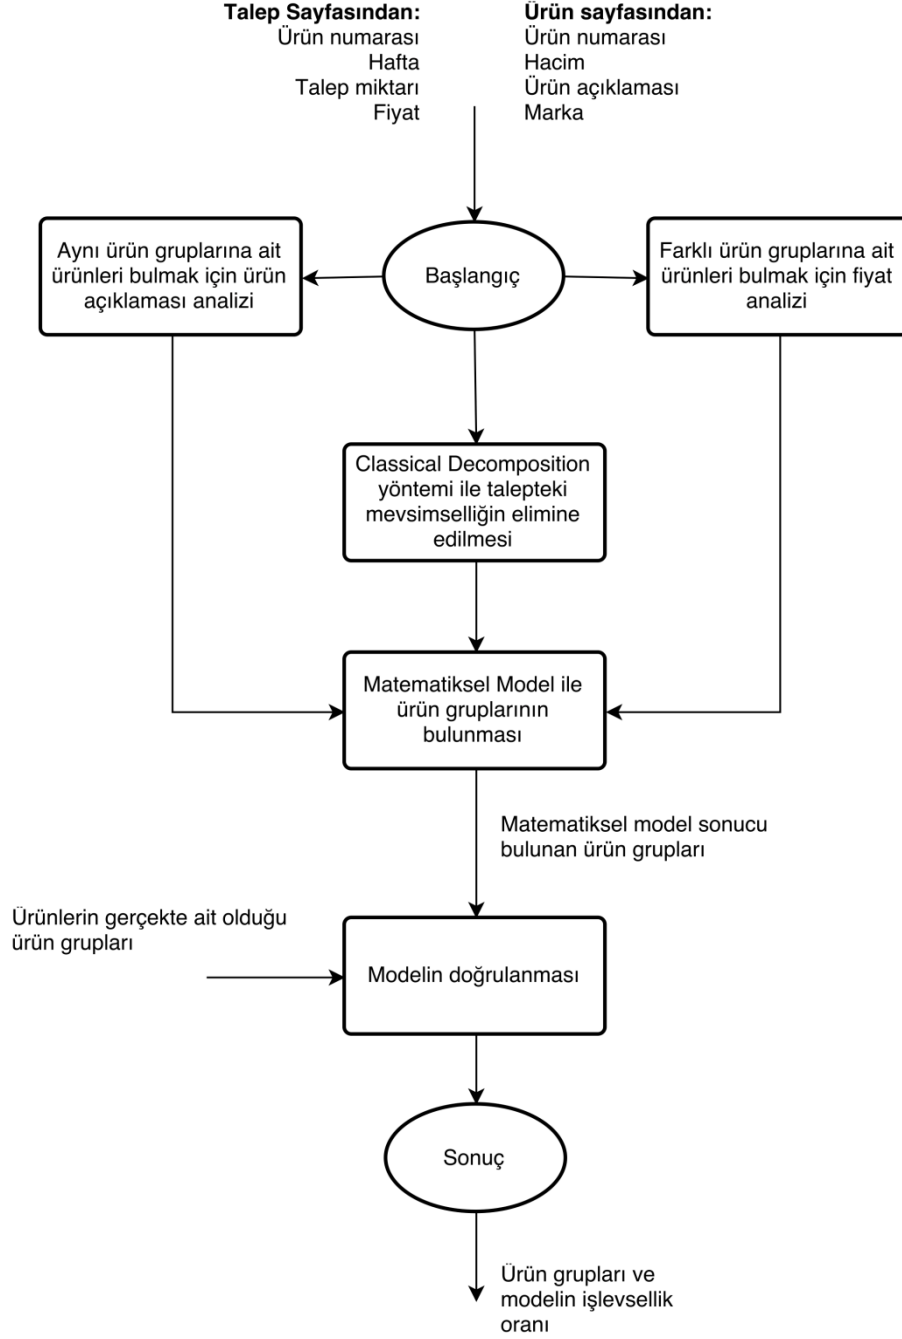 Talep Sayfasından:
Ürün numarası
Hafta
Talep miktarı
Fiyat
Ürün sayfasından:
Ürün numarası
Hacim
Ürün açıklaması
Marka
Aynı ürün gruplarına ait
ürünleri bulmak için ürün
açıklaması analizi
Başlangıç
Farklı ürün gruplarına ait
ürünleri bulmak için fiyat
analizi
Classical Decomposition
yöntemi ile talepteki
mevsimselliğin elimine
edilmesi
Matematiksel Model ile
ürün gruplarının
bulunması
Matematiksel model sonucu
bulunan ürün grupları
Ürünlerin gerçekte ait olduğu
ürün grupları
Modelin doğrulanması
Sonuç
Ürün grupları ve
modelin işlevsellik
oranı